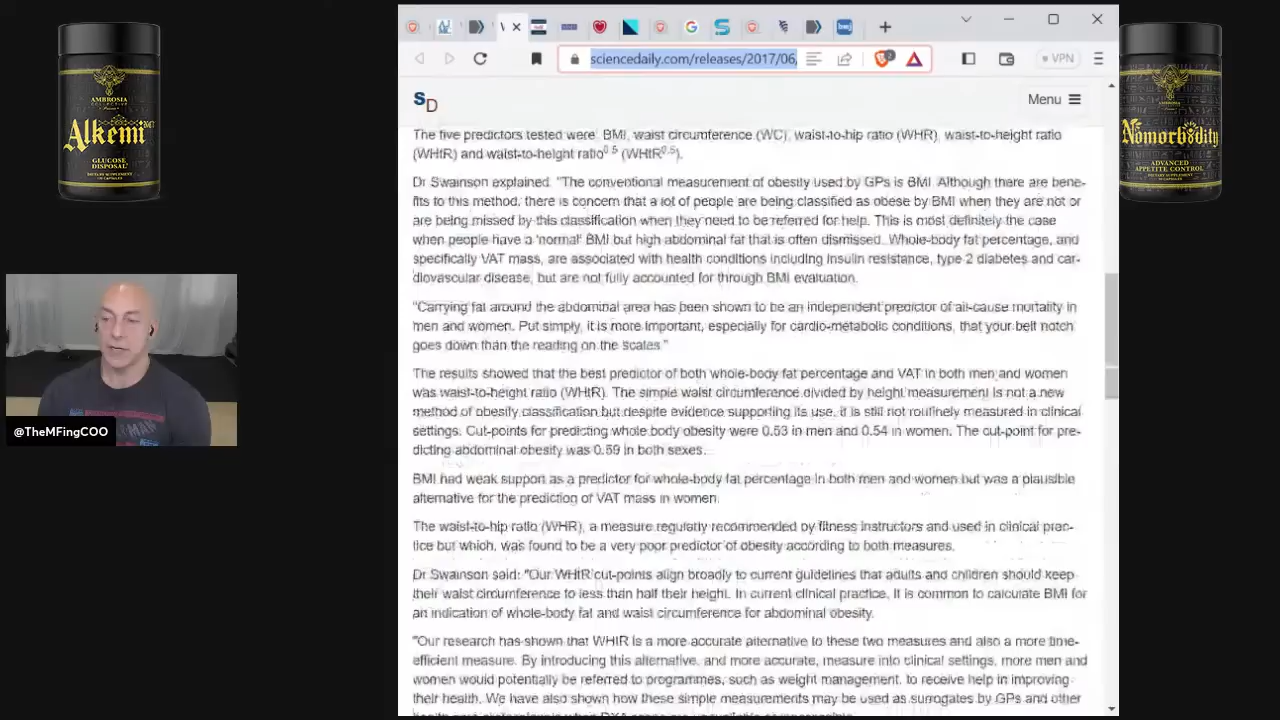 AMBROSIA
COLLECTIVE
Alkemi
GLUCOSE
DISPOSAL
@TheMFingCOO
sciencedaily.com/releases/2017/06,
2
VPN
G
bmj
SD
Menu
The five predictors tested were: BMI, waist circumference (WC), waist-to-hip ratio (WHR), waist-to-height ratio
(WHtR) and waist-to-height ratio0.5 (WHtR0.5).
Dr Swanson explained: "The conventional measurement of obesity used by GPs is BMI. Although there are bene-
fits to this method, there is concern that a lot of people are being classified as obese by BMI when they are not or
are being missed by this classification when they need to be referred for help. This is most definitely the case
when people have a 'normal' BMI but high abdominal fat that is often dismissed. Whole-body fat percentage, and
specifically VAT mass, are associated with health conditions including insulin resistance, type 2 diabetes and car-
diovascular disease, but are not fully accounted for through BMI evaluation.
"Carrying fat around the abdominal area has been shown to be an independent predictor of all-cause mortality in
men and women. Put simply, it is more important, especially for cardio-metabolic conditions, that your belt notch
goes down than the reading on the scales."
The results showed that the best predictor of both whole-body fat percentage and VAT in both men and women
was waist-to-height ratio (WHtR). The simple waist circumference divided by height measurement is not a new
method of obesity classification but despite evidence supporting its use, it is still not routinely measured in clinical
settings. Cut-points for predicting whole body obesity were 0.53 in men and 0.54 in women. The cut-point for pre-
dicting abdominal obesity was 0.59 in both sexes.
BMI had weak support as a predictor for whole-body fat percentage in both men and women but was a plausible
alternative for the predicting of VAT mass in women.
The waist-to-hip ratio (WHR), a measure regularly recommended by fitness instructors and used in clinical prac-
tice but which, was found to be a very poor predictor of obesity according to both measures.
Dr Swanson said: "Our WHtR cut-points align broadly to current guidelines that adults and children should keep
their waist circumference to less than half their height. In current clinical practice, it is common to calculate BMI for
an indication of whole-body fat and waist circumference for abdominal obesity.
"Our research has shown that WHtR is a more accurate alternative to these two measures and also a more time-
efficient measure. By introducing this alternative, and more accurate, measure into clinical settings, more men and
women would potentially be referred to programmes, such as weight management, to receive help in improving
their health. We have also shown how these simple measurements may be used as surrogates by GPs and other
AMBROSIA
Nomorbidity
ADVANCED
APPETITE CONTROL